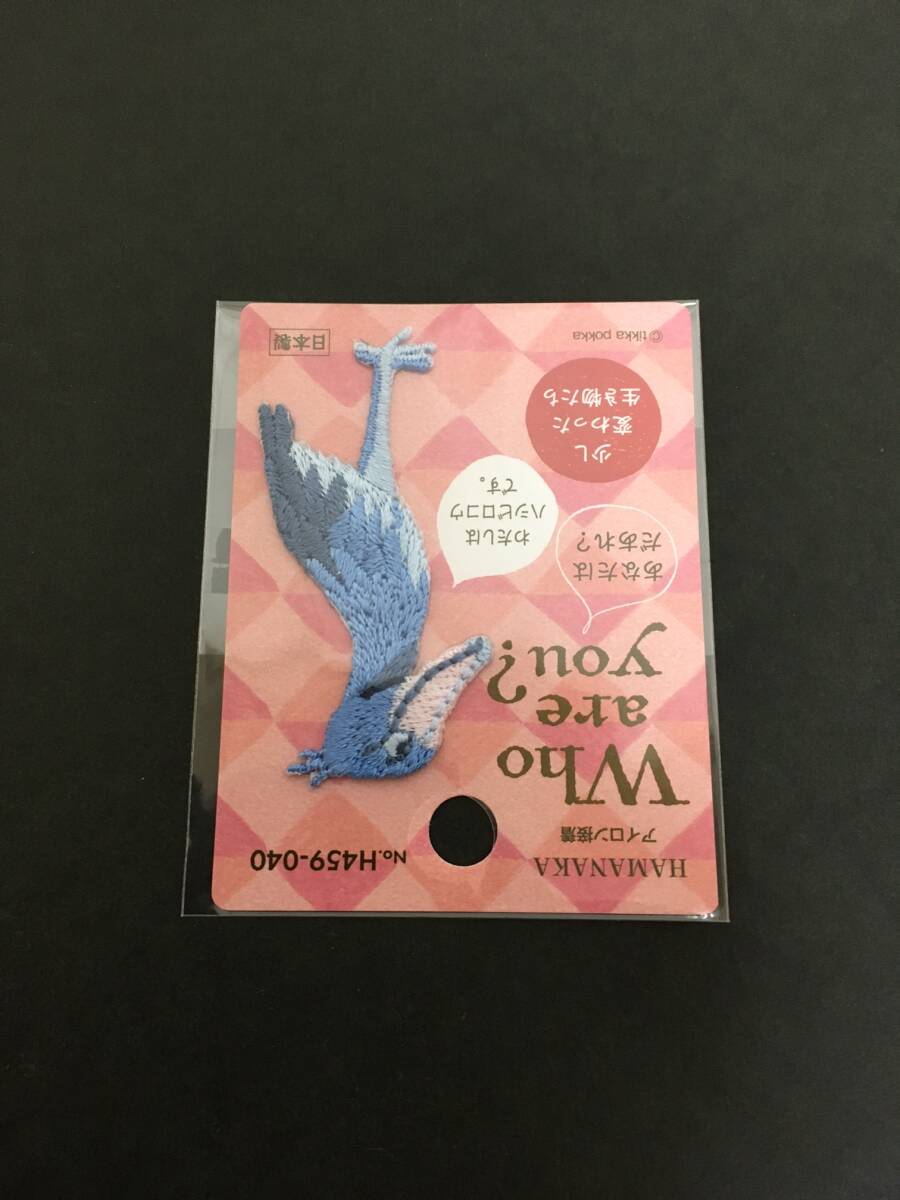 HAMANAKA
アイロン接着
No.H459-040
Who
are
you?
あなたは
だあれ?
わたしは
ハシビロコウ
です。
少し
変わった
生き物たち
© tikka pokka
日本製